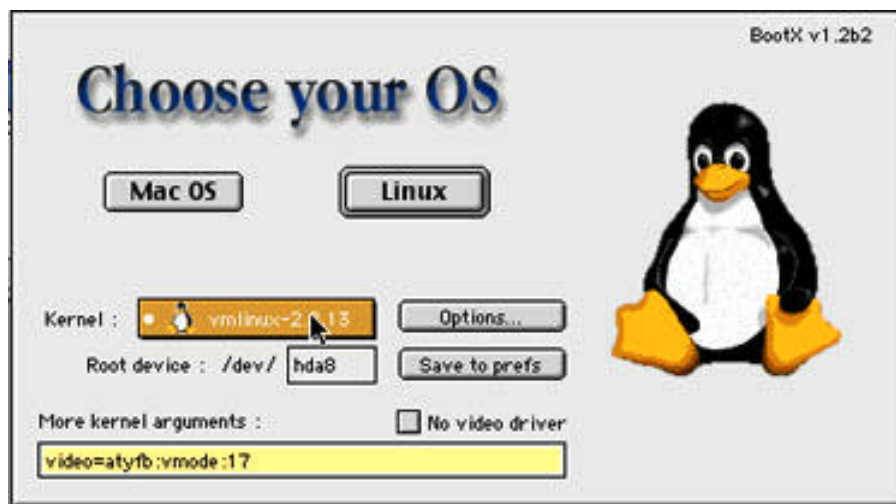 BootX v1.2b2
Choose your OS
Mac OS Linux
Kernel : Options...
Root device : /dev/ hda8 Save to prefs
More kernel arguments : No video driver
video=atyfb:vmode:17